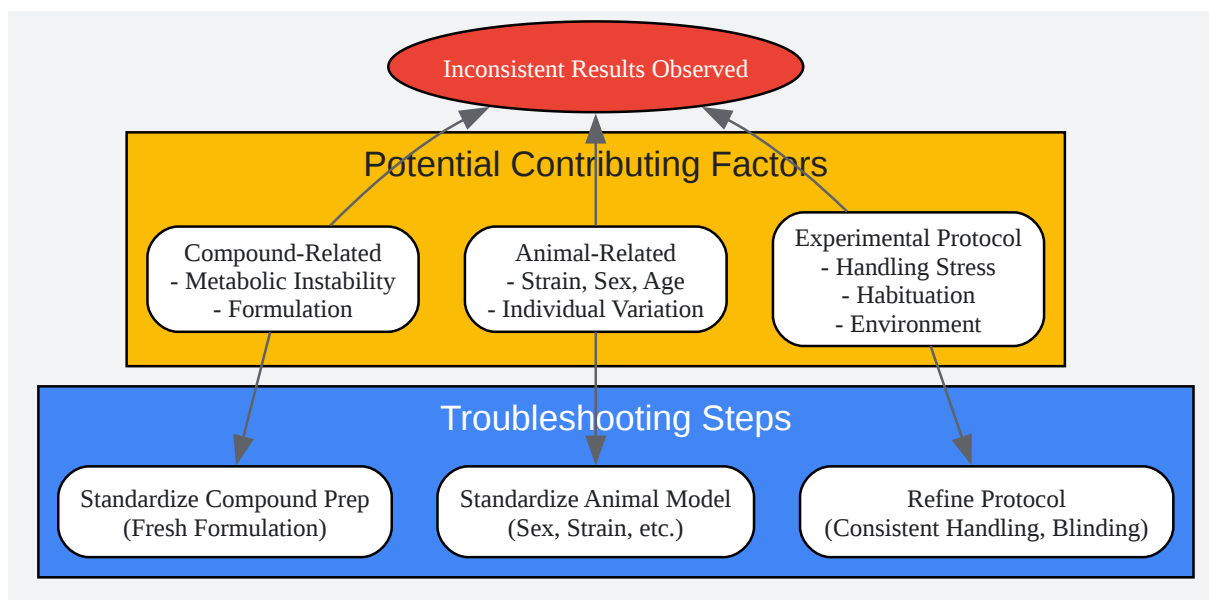 Inconsistent Results Observed
Potential Contributing Factors
Compound-Related
- Metabolic Instability
- Formulation
Animal-Related
- Strain, Sex, Age
- Individual Variation
Experimental Protocol
- Handling Stress
- Habituation
- Environment
Troubleshooting Steps
Standardize Compound Prep
(Fresh Formulation)
Standardize Animal Model
(Sex, Strain, etc.)
Refine Protocol
(Consistent Handling, Blinding)